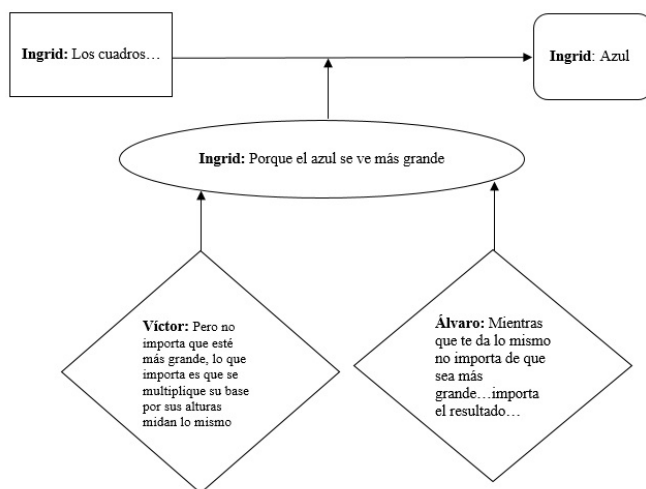 Ingrid: Los cuadros…
Ingrid: Azul
Ingrid: Porque el azul se ve más grande
Víctor: Pero no
importa que esté
más grande, lo que
importa es que se
multiplique su base
por sus alturas
midan lo mismo
Álvaro: Mientras
que te da lo mismo
no importa de que
sea más
grande…importa
el resultado…